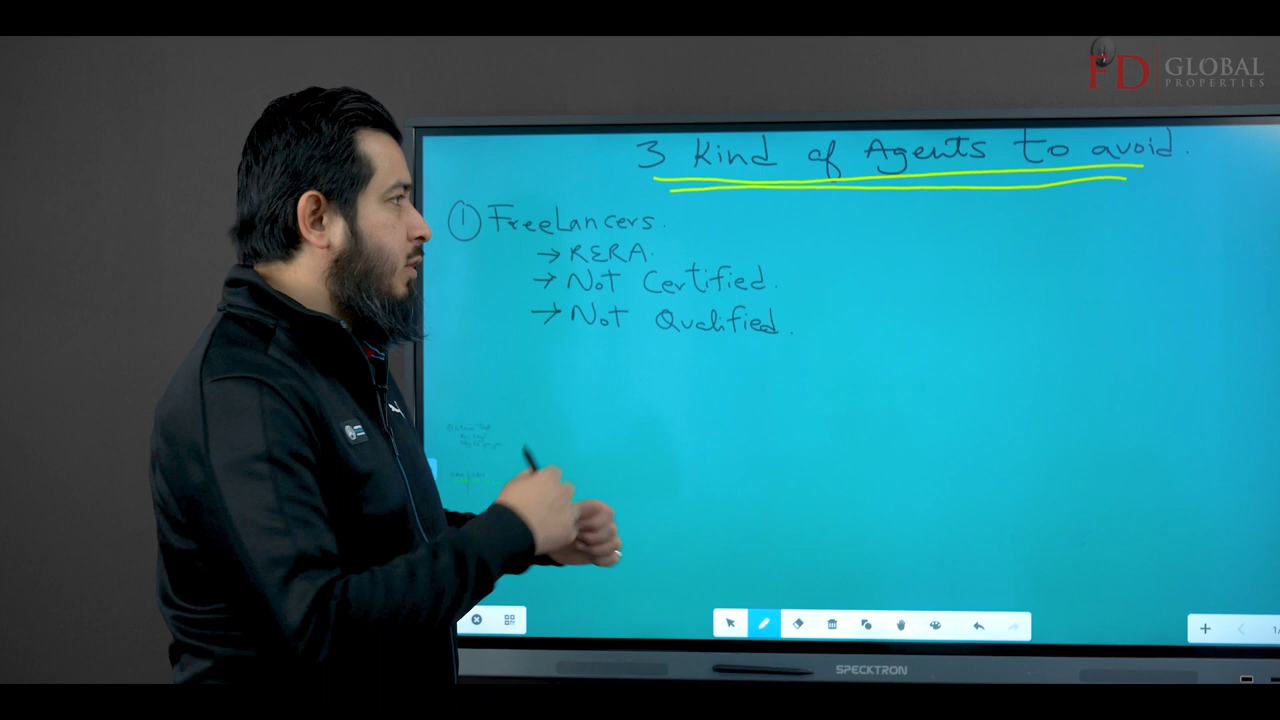 FD GLOBAL
PROPERTIES
3 Kind of Agents to avoid.
1 FreeLancers.
→ RERA.
→ Not Certified.
→ Not Qualified.
SPECKTRON